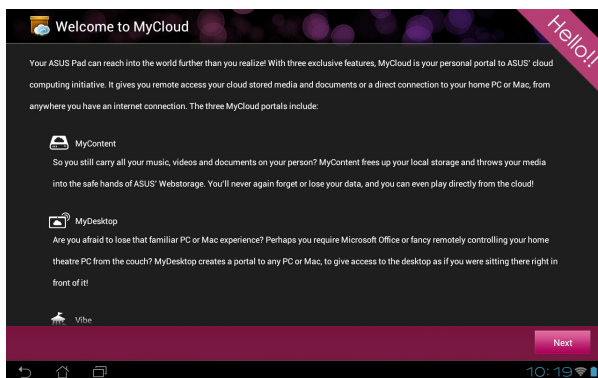 Welcome to MyCloud
Hello!!
Your ASUS Pad can reach into the world further than you realize! With three exclusive features, MyCloud is your personal portal to ASUS' cloud
computing initiative. It gives you remote access your cloud stored media and documents or a direct connection to your home PC or Mac, from
anywhere you have an internet connection. The three MyCloud portals include:
MyContent
So you still carry all your music, videos and documents on your person? MyContent frees up your local storage and throws your media
into the safe hands of ASUS' Webstorage. You'll never again forget or lose your data, and you can even play directly from the cloud!
MyDesktop
Are you afraid to lose that familiar PC or Mac experience? Perhaps you require Microsoft Office or fancy remotely controlling your home
theatre PC from the couch? MyDesktop creates a portal to any PC or Mac, to give access to the desktop as if you were sitting there right in
front of it!
Vibe
Next
10:19